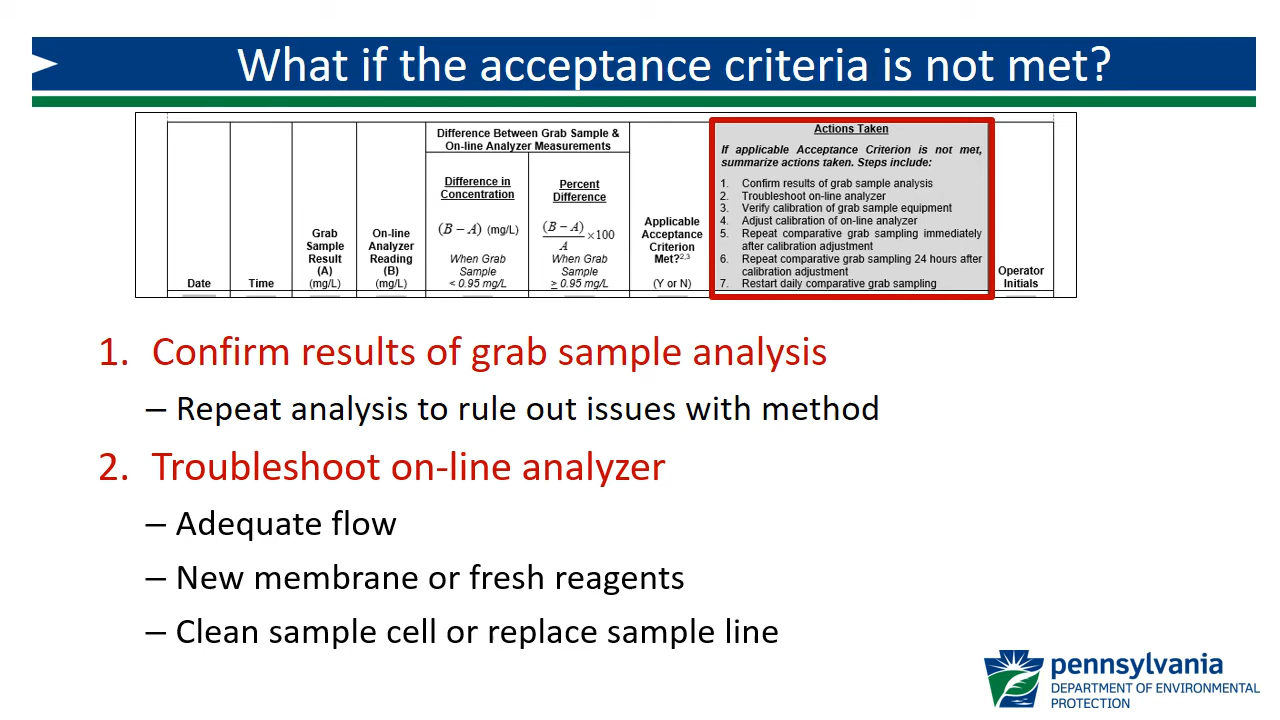 What if the acceptance criteria is not met?
Difference Between Grab Sample &
On-line Analyzer Measurements
Date
Time
Grab
Sample
Result
(A)
(mg/L)
On-line
Analyzer
Reading
(B)
(mg/L)
Difference in
Concentration
(B – A) (mg/L)
When Grab
Sample
< 0.95 mg/L
Percent
Difference
(B – A)
A
×100
When Grab
Sample
≥ 0.95 mg/L
Applicable
Acceptance
Criterion
Met?2,3
(Y or N)
Actions Taken
If applicable Acceptance Criterion is not met,
summarize actions taken. Steps include:
1. Confirm results of grab sample analysis
2. Troubleshoot on-line analyzer
3. Verify calibration of grab sample equipment
4. Adjust calibration of on-line analyzer
5. Repeat comparative grab sampling immediately
after calibration adjustment
6. Repeat comparative grab sampling 24 hours after
calibration adjustment
7. Restart daily comparative grab sampling
Operator
Initials
1. Confirm results of grab sample analysis
– Repeat analysis to rule out issues with method
2. Troubleshoot on-line analyzer
– Adequate flow
– New membrane or fresh reagents
– Clean sample cell or replace sample line
pennsylvania
DEPARTMENT OF ENVIRONMENTAL
PROTECTION